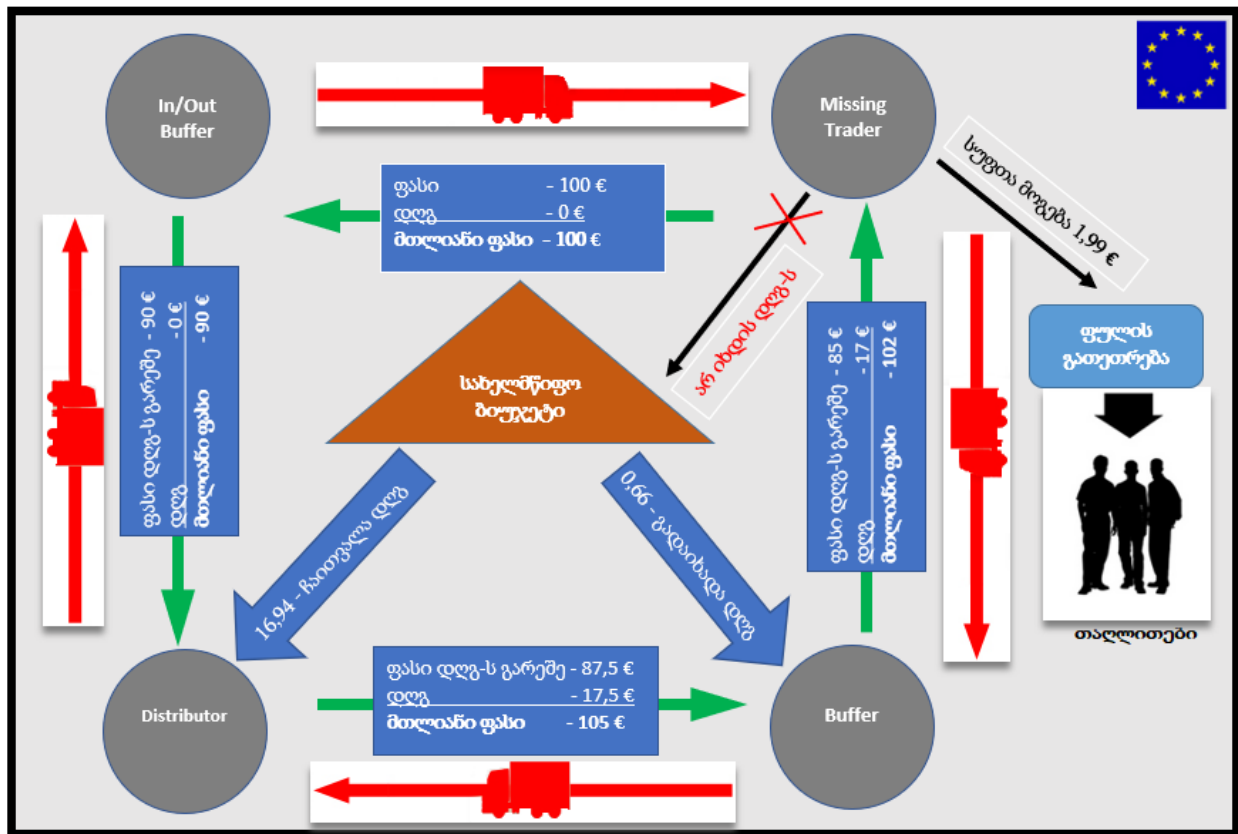 In/Out
Buffer
Missing
Trader
ფასი - 100 €
დღგ - 0 €
მთლიანი ფასი - 100 €
სუფთა მოგება 1,99 €
არ იხდის დღგ-ს
ფულის
გათეთრება
თაღლითები
ფასი დღგ-ს გარეშე - 90 €
დღგ - 0 €
მთლიანი ფასი - 90 €
სახელმწიფო
ბიუჯეტი
ფასი დღგ-ს გარეშე - 85 €
დღგ - 17 €
მთლიანი ფასი - 102 €
16,94 - ჩაითვალა დღგ
0,66 - გადაიხადა დღგ
Distributor
ფასი დღგ-ს გარეშე - 87,5 €
დღგ - 17,5 €
მთლიანი ფასი - 105 €
Buffer